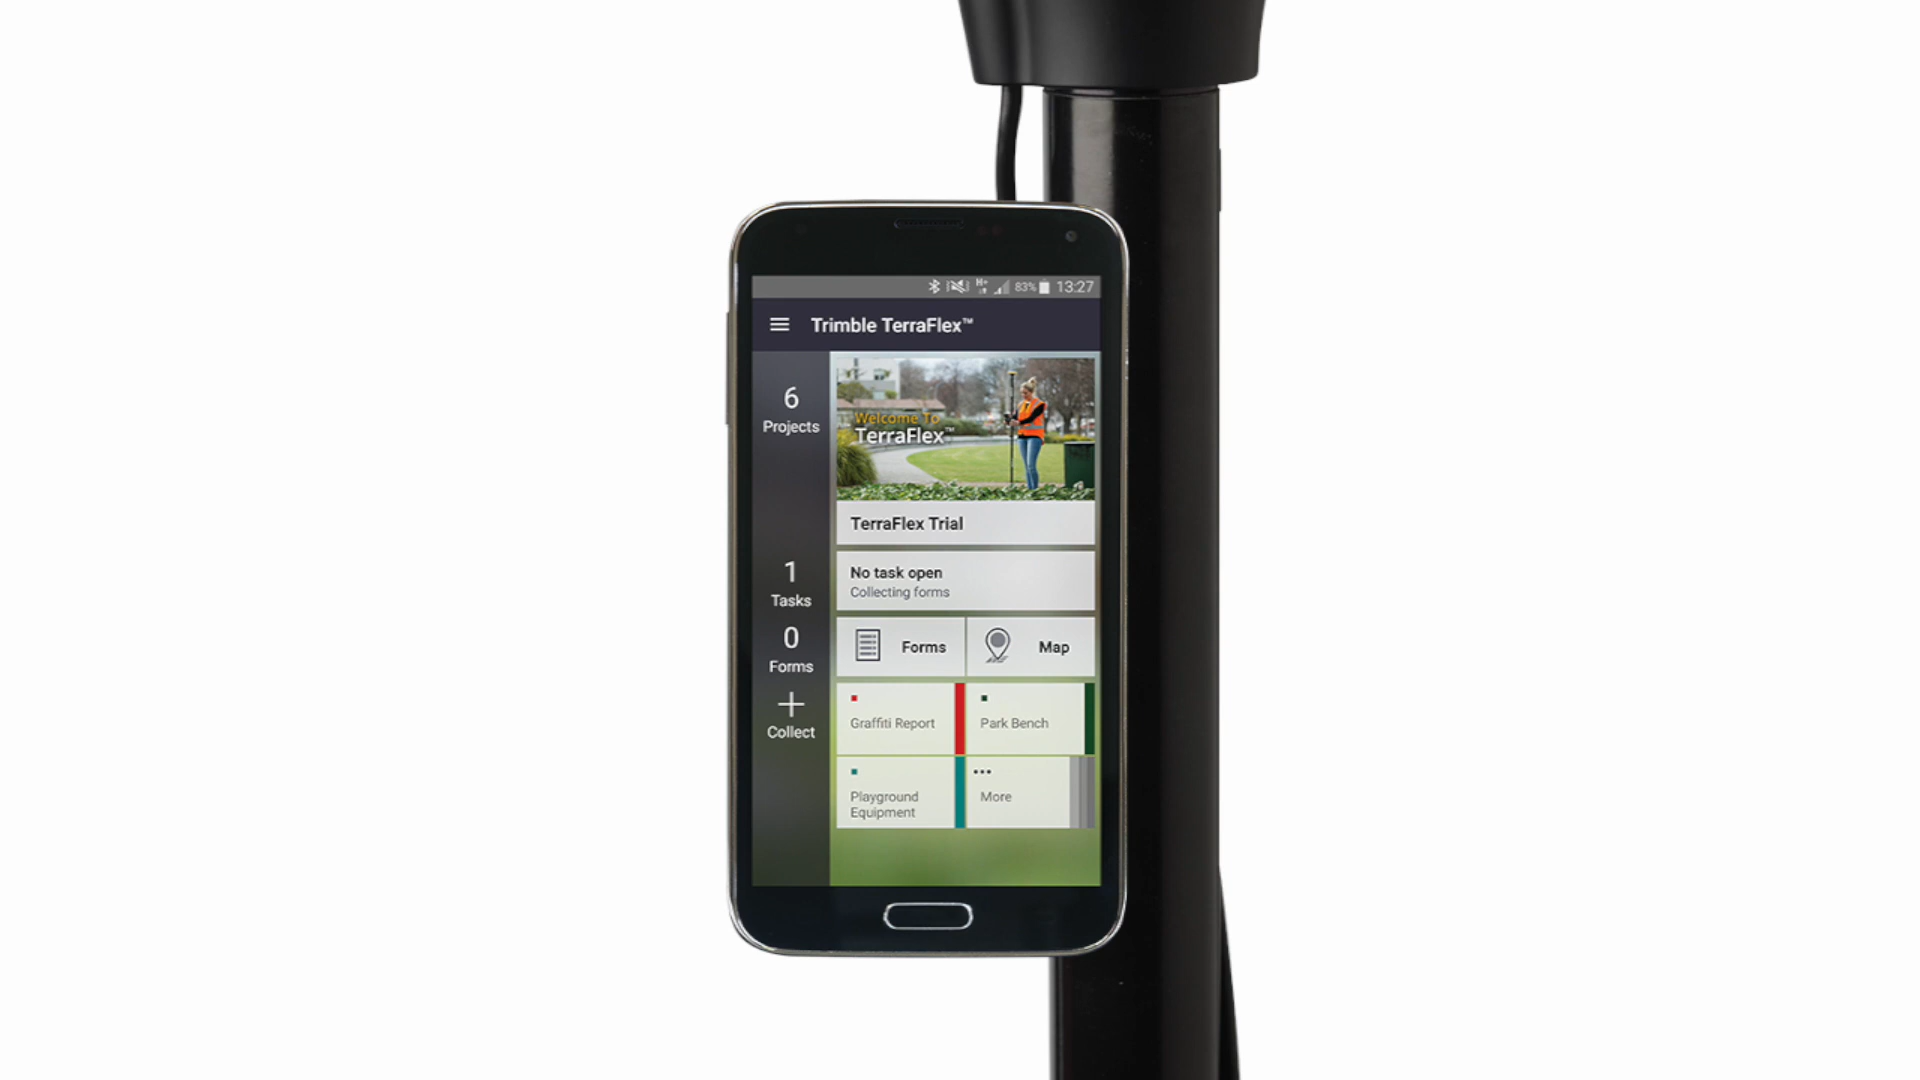 H+ 83% 13:27
Trimble TerraFlex™
6
Projects
Welcome To
TerraFlex™
TerraFlex Trial
No task open
Collecting forms
1
Tasks
0
Forms
Forms
Map
+
Collect
Graffiti Report
Park Bench
Playground
Equipment
More